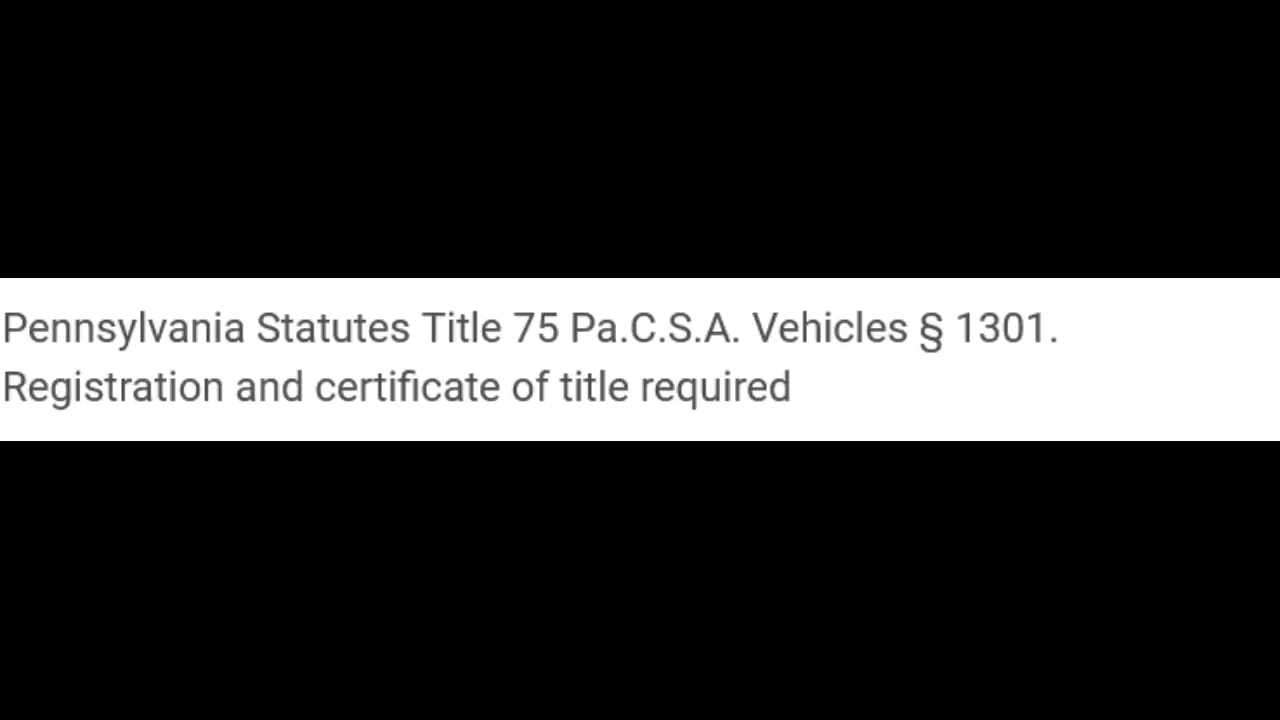 Pennsylvania Statutes Title 75 Pa.C.S.A. Vehicles § 1301.
Registration and certificate of title required